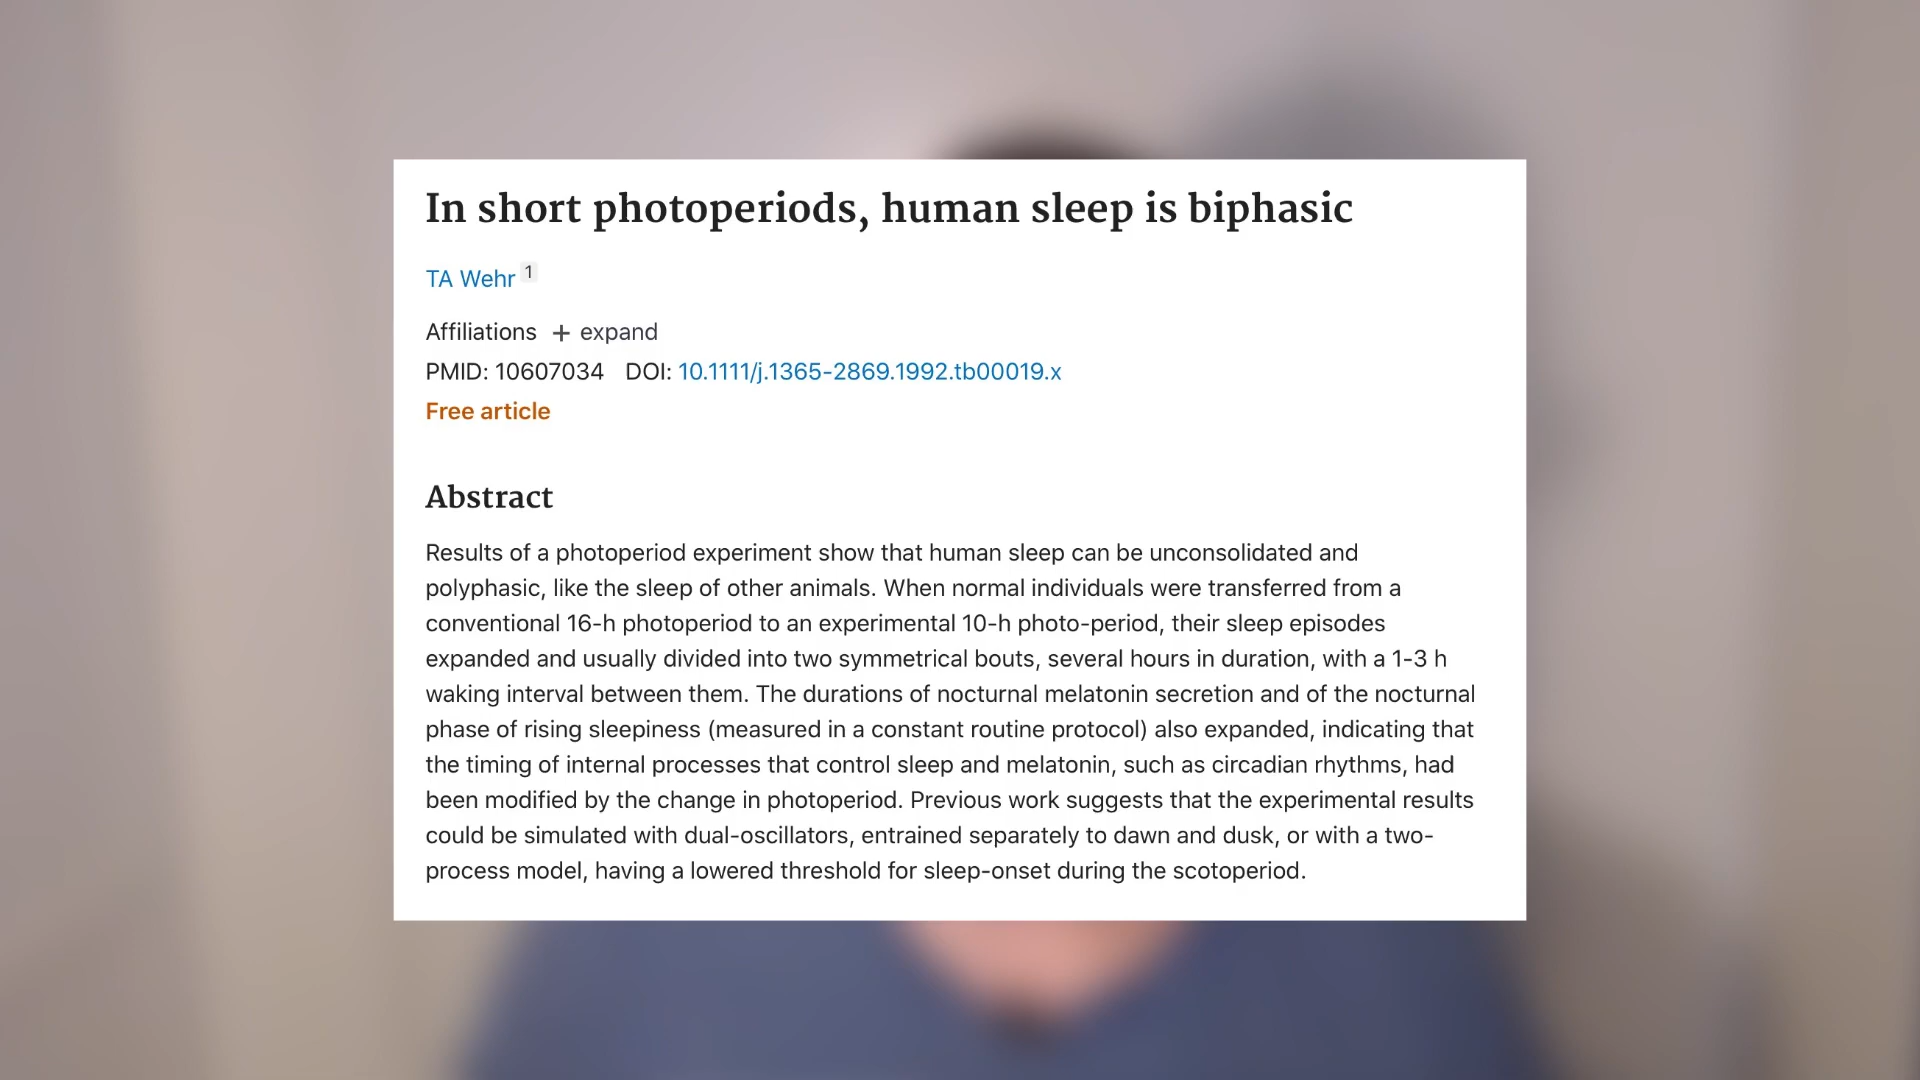 In short photoperiods, human sleep is biphasic
TA Wehr 1
Affiliations + expand
PMID: 10607034 DOI: 10.1111/j.1365-2869.1992.tb00019.x
Free article
Abstract
Results of a photoperiod experiment show that human sleep can be unconsolidated and
polyphasic, like the sleep of other animals. When normal individuals were transferred from a
conventional 16-h photoperiod to an experimental 10-h photo-period, their sleep episodes
expanded and usually divided into two symmetrical bouts, several hours in duration, with a 1-3 h
waking interval between them. The durations of nocturnal melatonin secretion and of the nocturnal
phase of rising sleepiness (measured in a constant routine protocol) also expanded, indicating that
the timing of internal processes that control sleep and melatonin, such as circadian rhythms, had
been modified by the change in photoperiod. Previous work suggests that the experimental results
could be simulated with dual-oscillators, entrained separately to dawn and dusk, or with a two-
process model, having a lowered threshold for sleep-onset during the scotoperiod.